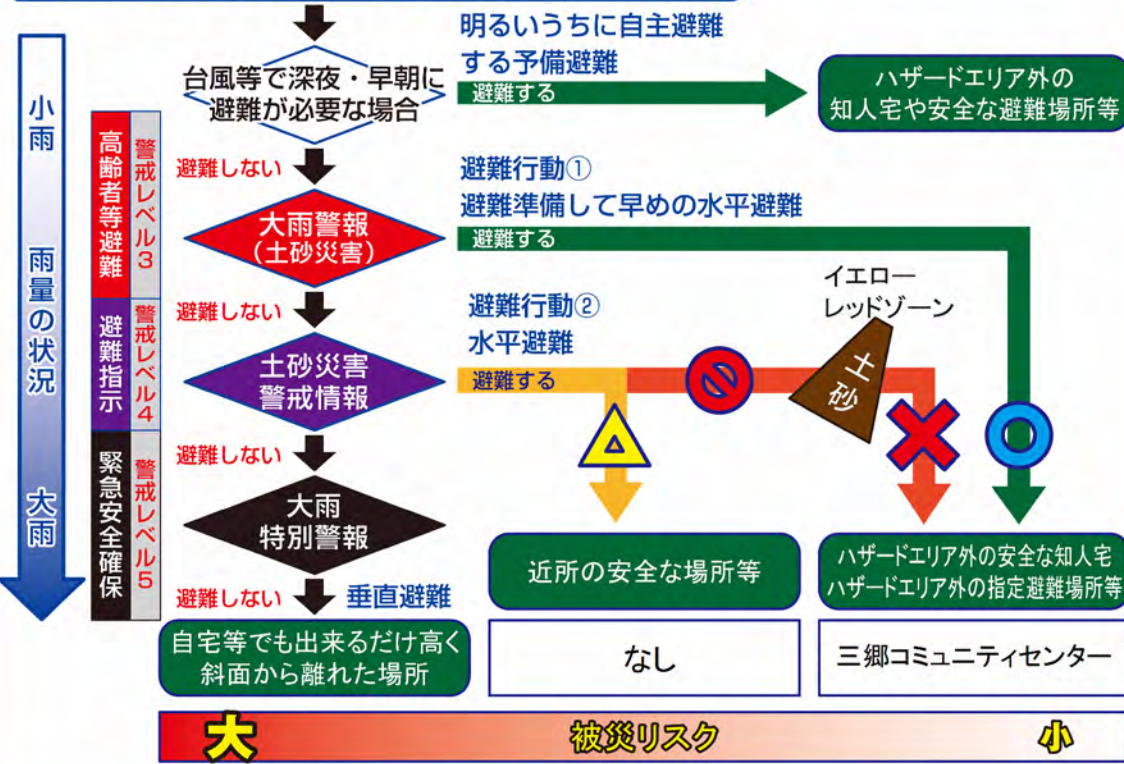 明るいうちに自主避難
する予備避難
台風等で深夜・早朝に
避難が必要な場合
避難する
ハザードエリア外の
知人宅や安全な避難場所等
小雨
雨量の状況
大雨
高齢者等避難
警戒レベル3
避難しない
避難行動①
避難準備して早めの水平避難
大雨警報
(土砂災害)
避難する
イエロー
レッドゾーン
避難指示
警戒レベル4
避難しない
避難行動②
水平避難
土砂災害
警戒情報
避難する
土砂
緊急安全確保
警戒レベル5
避難しない
大雨
特別警報
避難しない
垂直避難
自宅等でも出来るだけ高く
斜面から離れた場所
近所の安全な場所等
なし
ハザードエリア外の安全な知人宅
ハザードエリア外の指定避難場所等
三郷コミュニティセンター
大
被災リスク
小